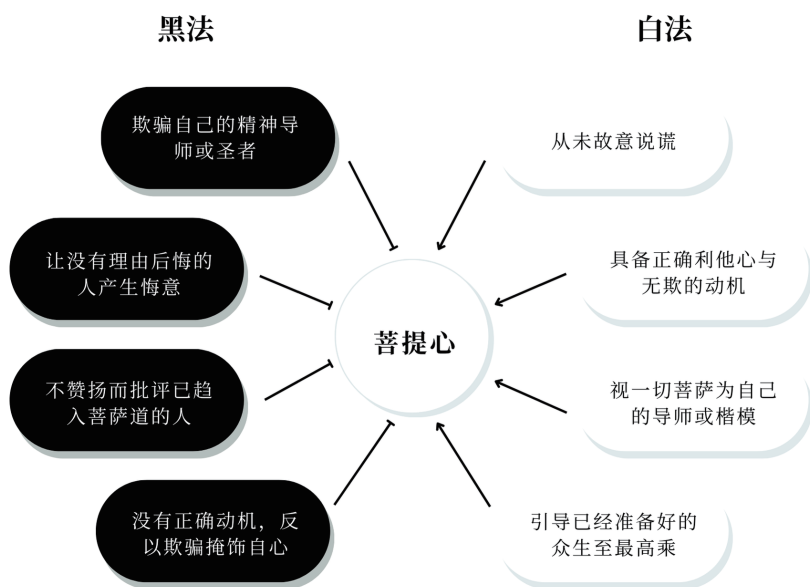 黑法
白法
欺骗自己的精神导
师或圣者
从未故意说谎
让没有理由后悔的
人产生悔意
具备正确利他心与
无欺的动机
菩提心
不赞扬而批评已趋
入菩萨道的人
视一切菩萨为自己
的导师或楷模
没有正确动机，反
以欺骗掩饰自心
引导已经准备好的
众生至最高乘